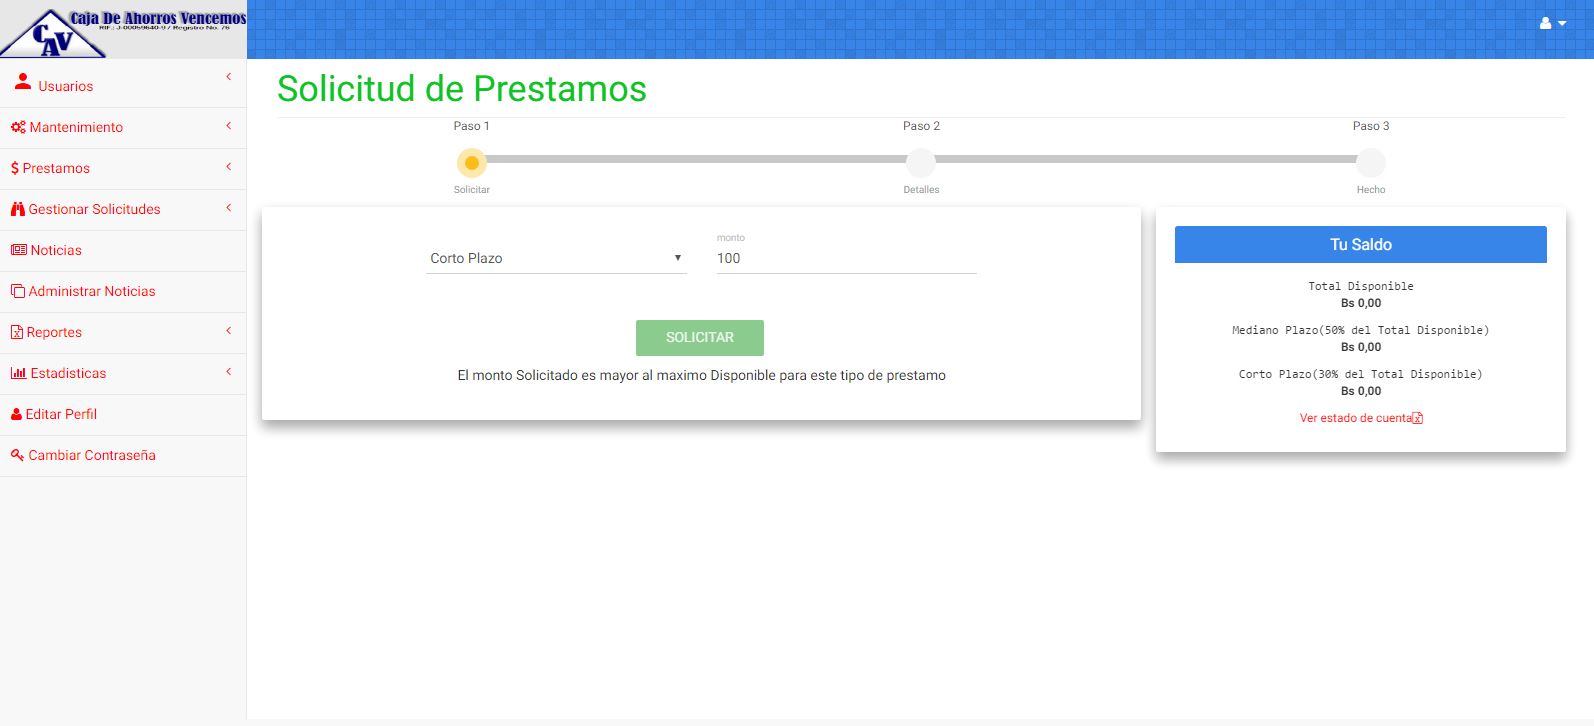 Caja De Ahorros Vencemos
RIF.: J-00059640-9 / Registro No. 76
CAV
Usuarios
Mantenimiento
$ Prestamos
Gestionar Solicitudes
Noticias
Administrar Noticias
Reportes
Estadisticas
Editar Perfil
Cambiar Contraseña
Solicitud de Prestamos
Paso 1
Paso 2
Paso 3
Solicitar
Detalles
Hecho
Corto Plazo
monto
100
SOLICITAR
El monto Solicitado es mayor al maximo Disponible para este tipo de prestamo
Tu Saldo
Total Disponible
Bs 0,00
Mediano Plazo(50% del Total Disponible)
Bs 0,00
Corto Plazo(30% del Total Disponible)
Bs 0,00
Ver estado de cuenta